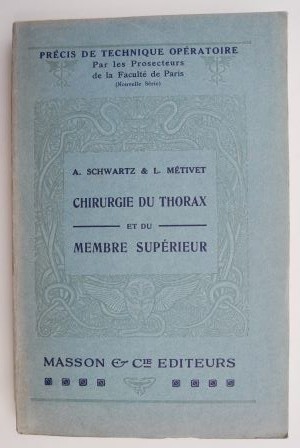 PRÉCIS DE TECHNIQUE OPÉRATOIRE
Par les Prosecteurs
de la Faculté de Paris
(Nouvelle Série)
A. SCHWARTZ & L. MÉTIVET
CHIRURGIE DU THORAX
ET DU
MEMBRE SUPÉRIEUR
MASSON & CIE EDITEURS